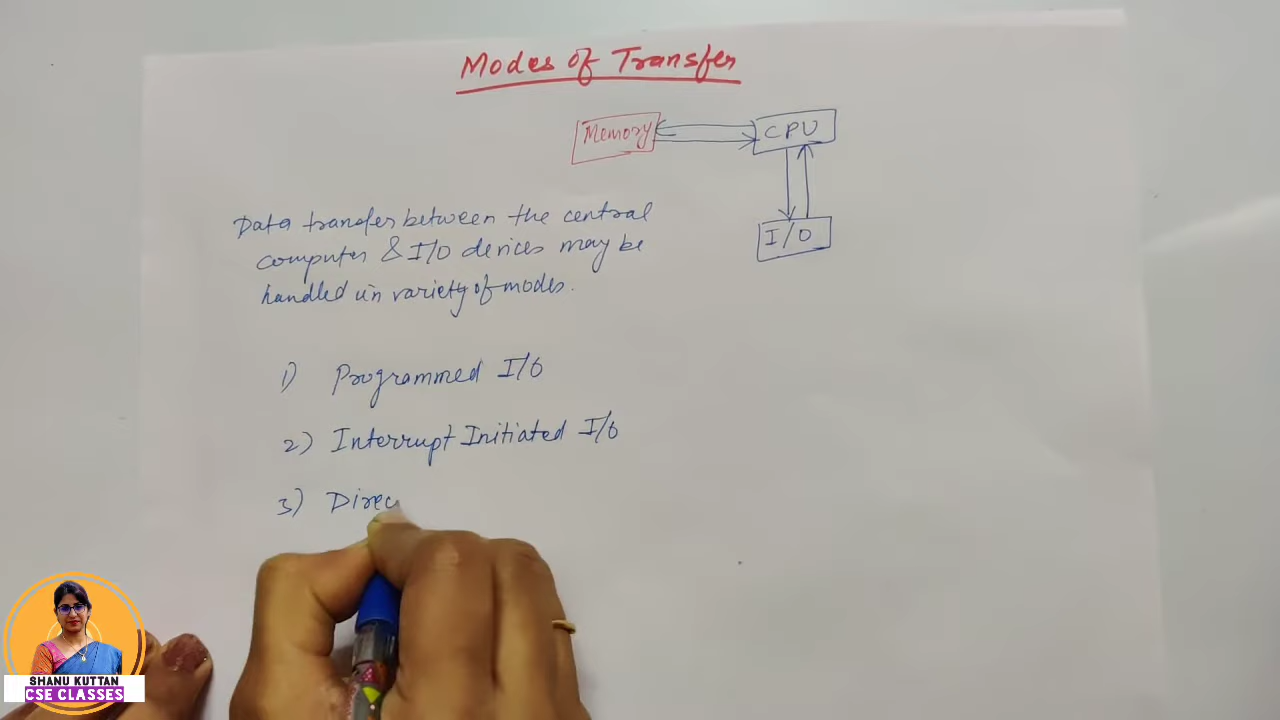 Modes of Transfer
Memory
CPU
I/O
Data transfer between the central
computer & I/O devices may be
handled in variety of modes.
1) Programmed I/O
2) Interrupt Initiated I/O
3) Direc
SHANU KUTTAN
CSE CLASSES